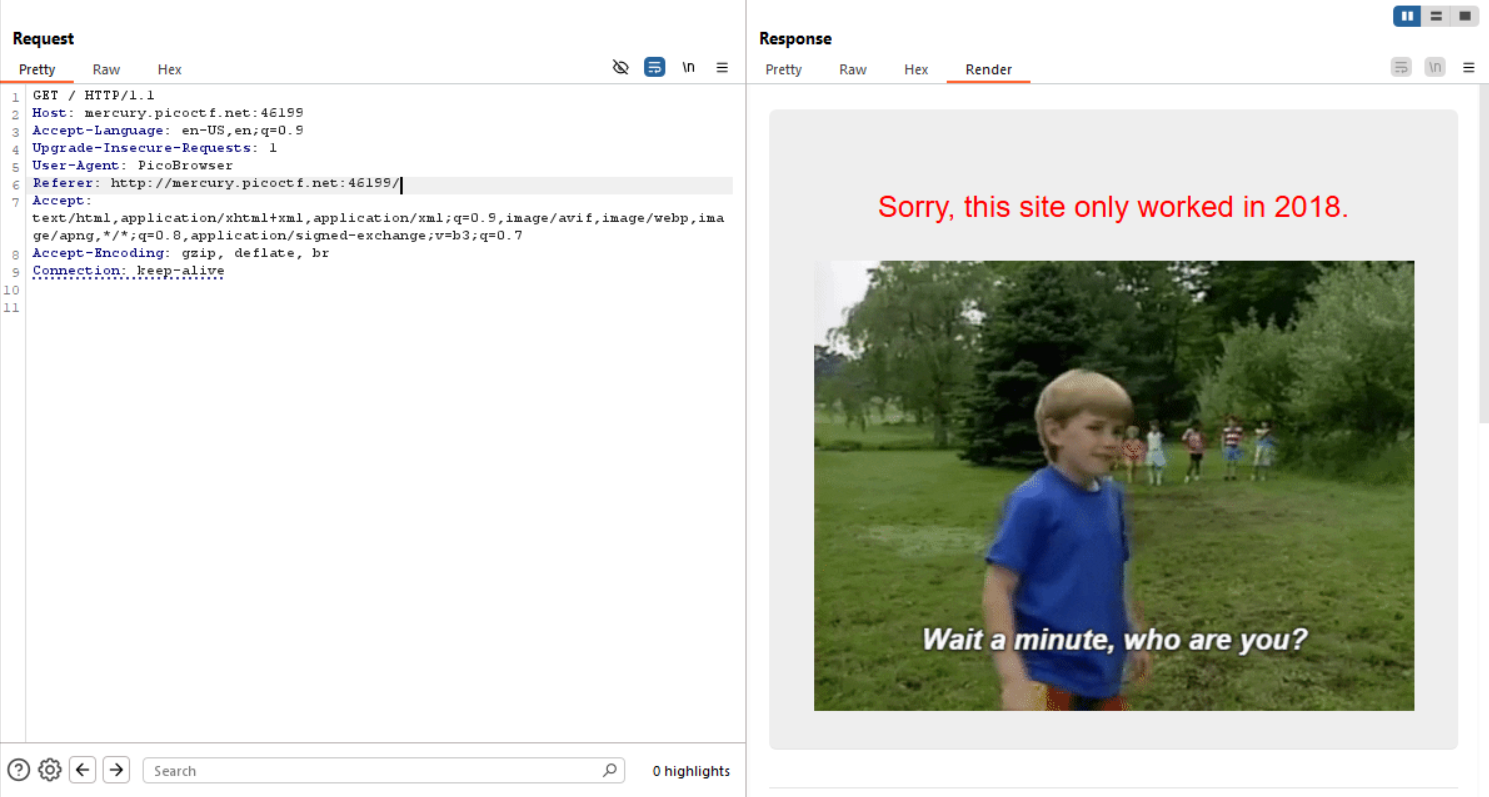 Request
Pretty Raw Hex
\n
1 GET / HTTP/1.1
2 Host: mercury.picoctf.net:46199
3 Accept-Language: en-US,en;q=0.9
4 Upgrade-Insecure-Requests: 1
5 User-Agent: PicoBrowser
6 Referer: http://mercury.picoctf.net:46199/
7 Accept:
text/html,application/xhtml+xml,application/xml;q=0.9,image/avif,image/webp,ima
ge/apng,*/*;q=0.8,application/signed-exchange;v=b3;q=0.7
8 Accept-Encoding: gzip, deflate, br
9 Connection: keep-alive
10
11
Search
0 highlights
Response
Pretty Raw Hex Render
\n
Sorry, this site only worked in 2018.
Wait a minute, who are you?